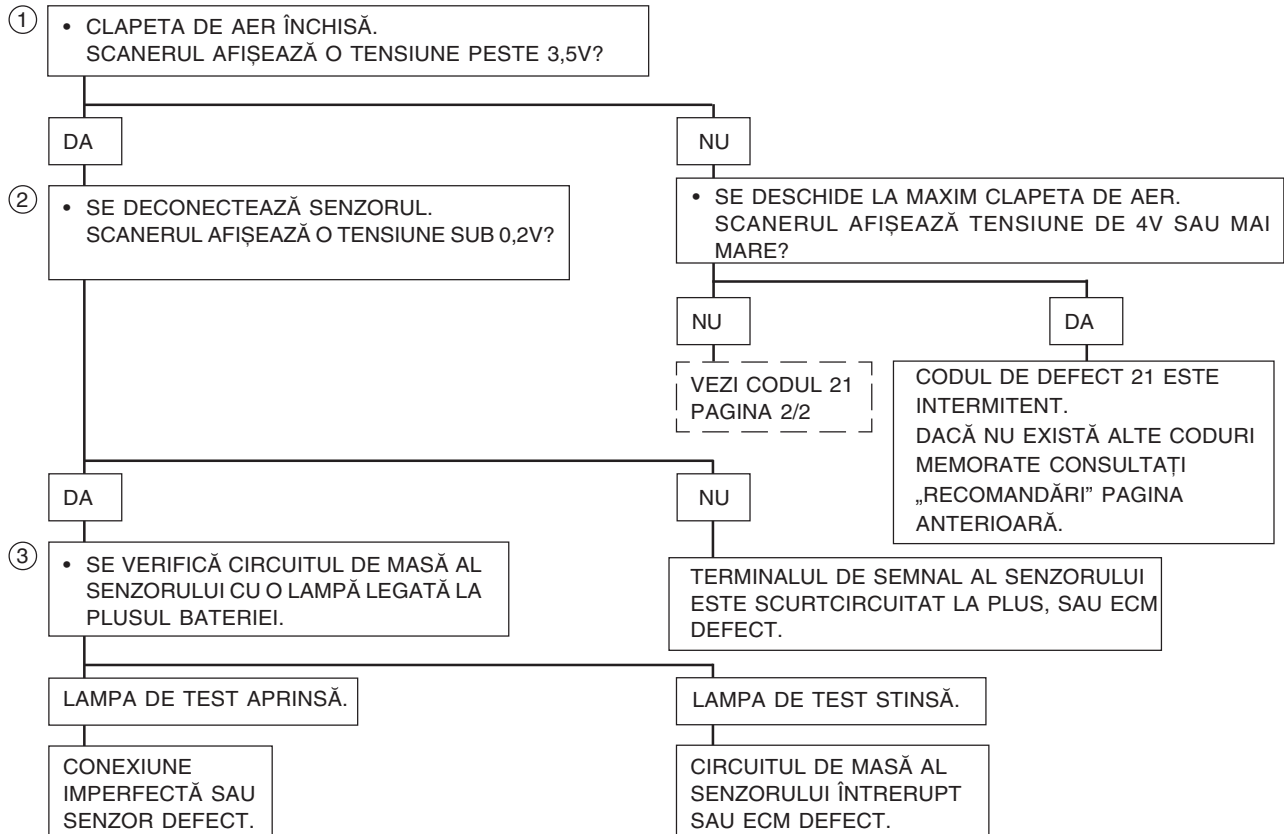 1
• CLAPETA DE AER ÎNCHISĂ.
SCANERUL AFIȘEAZĂ O TENSIUNE PESTE 3,5V?
DA
NU
2
• SE DECONECTEAZĂ SENZORUL.
SCANERUL AFIȘEAZĂ O TENSIUNE SUB 0,2V?
• SE DESCHIDE LA MAXIM CLAPETA DE AER.
SCANERUL AFIȘEAZĂ TENSIUNE DE 4V SAU MAI
MARE?
NU
DA
VEZI CODUL 21
PAGINA 2/2
CODUL DE DEFECT 21 ESTE
INTERMITENT.
DACĂ NU EXISTĂ ALTE CODURI
MEMORATE CONSULTAȚI
„RECOMANDĂRI” PAGINA
ANTERIOARĂ.
DA
NU
3
• SE VERIFICĂ CIRCUITUL DE MASĂ AL
SENZORULUI CU O LAMPĂ LEGATĂ LA
PLUSUL BATERIEI.
TERMINALUL DE SEMNAL AL SENZORULUI
ESTE SCURTCIRCUITAT LA PLUS, SAU ECM
DEFECT.
LAMPA DE TEST APRINSĂ.
LAMPA DE TEST STINSĂ.
CONEXIUNE
IMPERFECTĂ SAU
SENZOR DEFECT.
CIRCUITUL DE MASĂ AL
SENZORULUI ÎNTRERUPT
SAU ECM DEFECT.